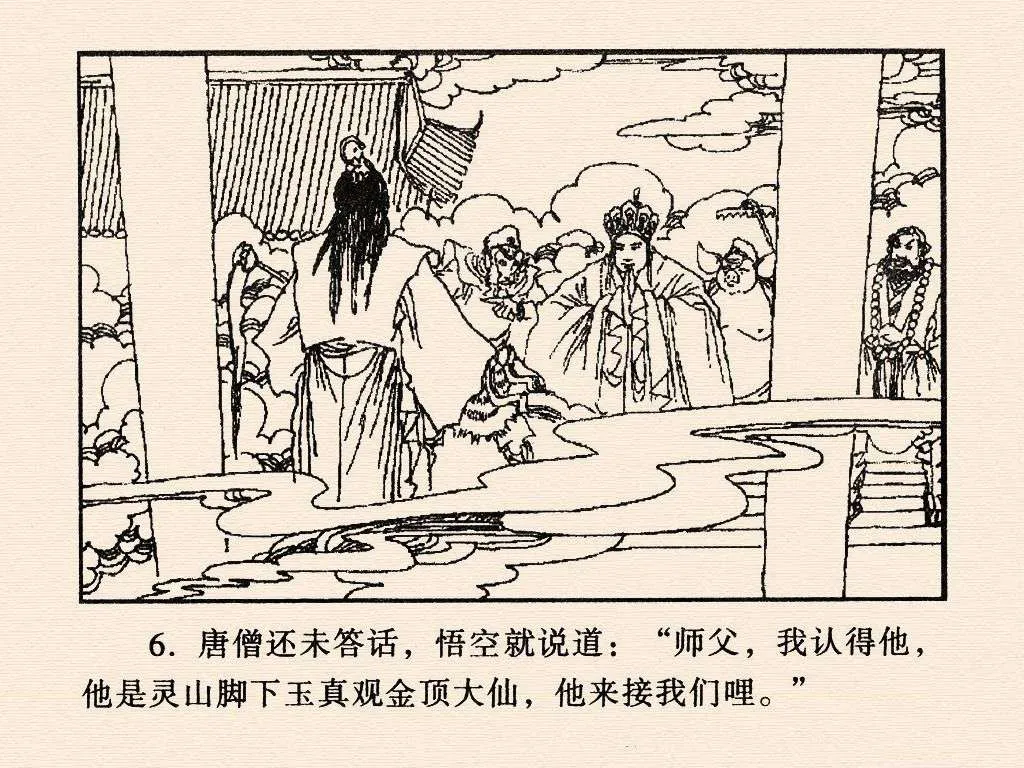 6. 唐僧还未答话，悟空就说道：“师父，我认得他，
他是灵山脚下玉真观金顶大仙，他来接我们哩。”